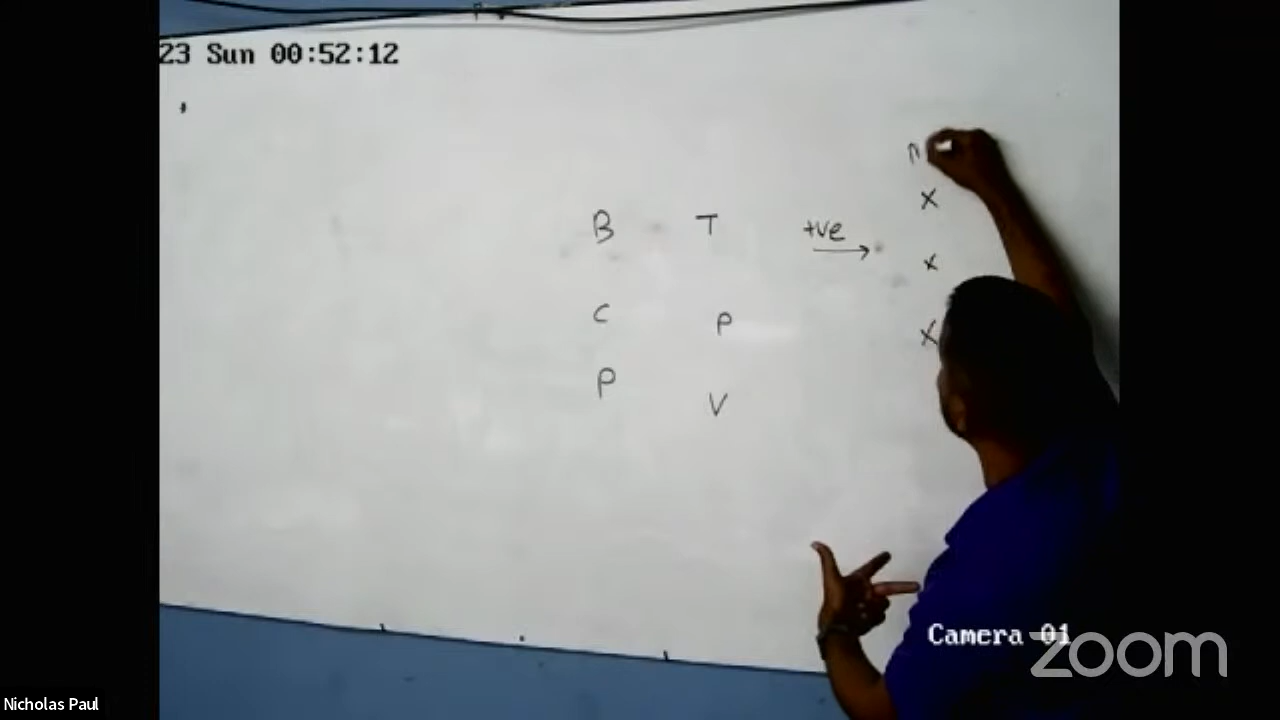 23 Sun 00:52:12
x
B T +ve
x
C P
x
P
V
Camera 01
zoom
Nicholas Paul